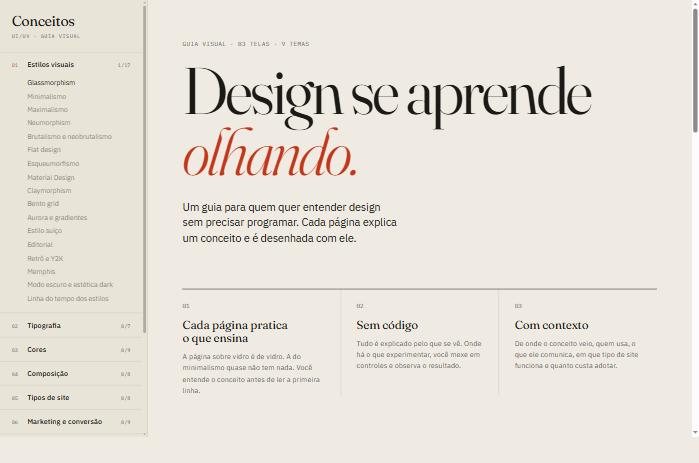 Conceitos
UI/UX · GUIA VISUAL
01 Estilos visuais 1/17
Glassmorphism
Minimalismo
Maximalismo
Neumorphism
Brutalismo e neobrutalismo
Flat design
Esqueumorfismo
Material Design
Claymorphism
Bento grid
Aurora e gradientes
Estilo suíço
Editorial
Retrô e Y2K
Memphis
Modo escuro e estética dark
Linha do tempo dos estilos
02 Tipografia 0/7
03 Cores 0/9
04 Composição 0/8
05 Tipos de site 0/8
06 Marketing e conversão 0/9
GUIA VISUAL · 83 TELAS · 9 TEMAS
Design se aprende
olhando.
Um guia para quem quer entender design
sem precisar programar. Cada página explica
um conceito e é desenhada com ele.
01
Cada página pratica
o que ensina
A página sobre vidro é de vidro. A do
minimalismo quase não tem nada. Você
entende o conceito antes de ler a primeira
linha.
02
Sem código
Tudo é explicado pelo que se vê. Onde
há o que experimentar, você mexe em
controles e observa o resultado.
03
Com contexto
De onde o conceito veio, quem usa, o
que ele comunica, em que tipo de site
funciona e quanto custa adotar.